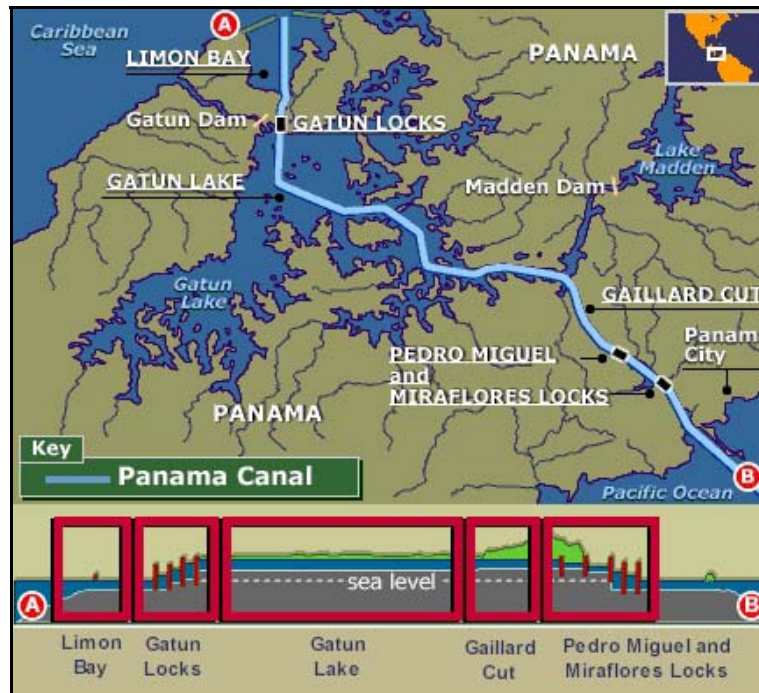 Caribbean
Sea
A
LIMON BAY
PANAMA
Gatun Dam
GATUN LOCKS
Lake
Madden
GATUN LAKE
Madden Dam
Gatun
Lake
GAILLARD CUT
PEDRO MIGUEL
and
MIRAFLORES LOCKS
Panam
City
PANAMA
Key
Panama Canal
B
Pacific Ocean
sea level
A
B
Limon
Bay
Gatun
Locks
Gatun
Lake
Gaillard
Cut
Pedro Miguel and
Miraflores Locks